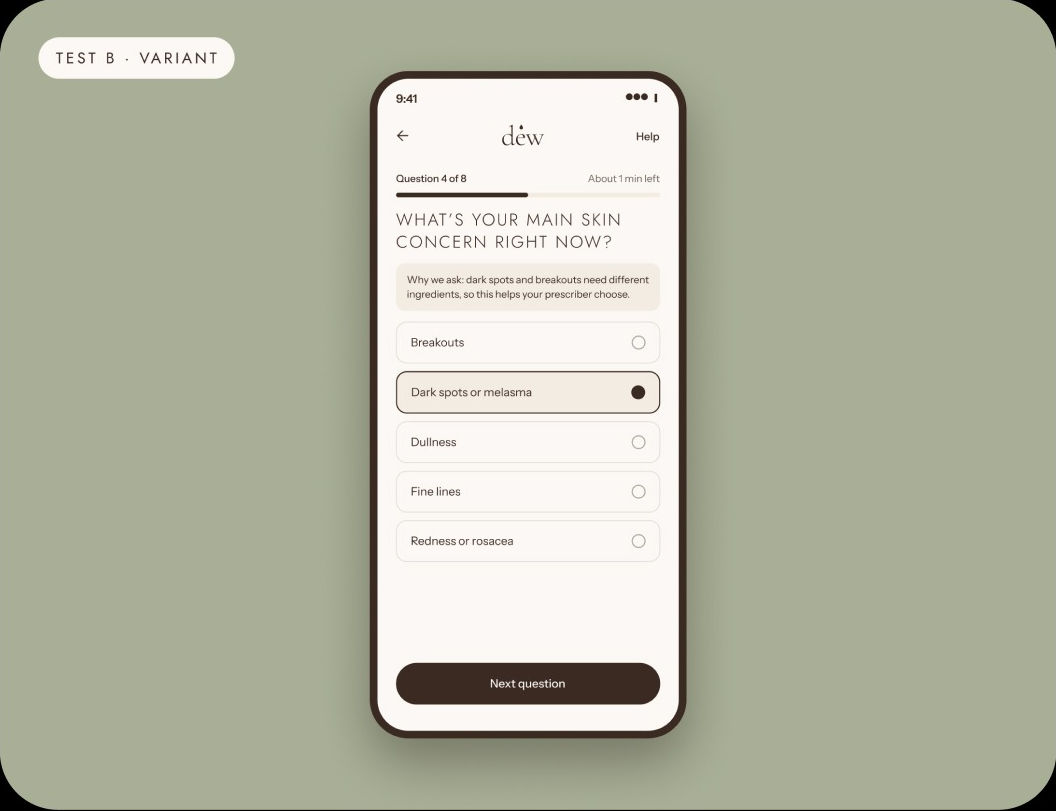 TEST B · VARIANT
9:41
dew
Help
Question 4 of 8
About 1 min left
WHAT’S YOUR MAIN SKIN
CONCERN RIGHT NOW?
Why we ask: dark spots and breakouts need different
ingredients, so this helps your prescriber choose.
Breakouts
Dark spots or melasma
Dullness
Fine lines
Redness or rosacea
Next question